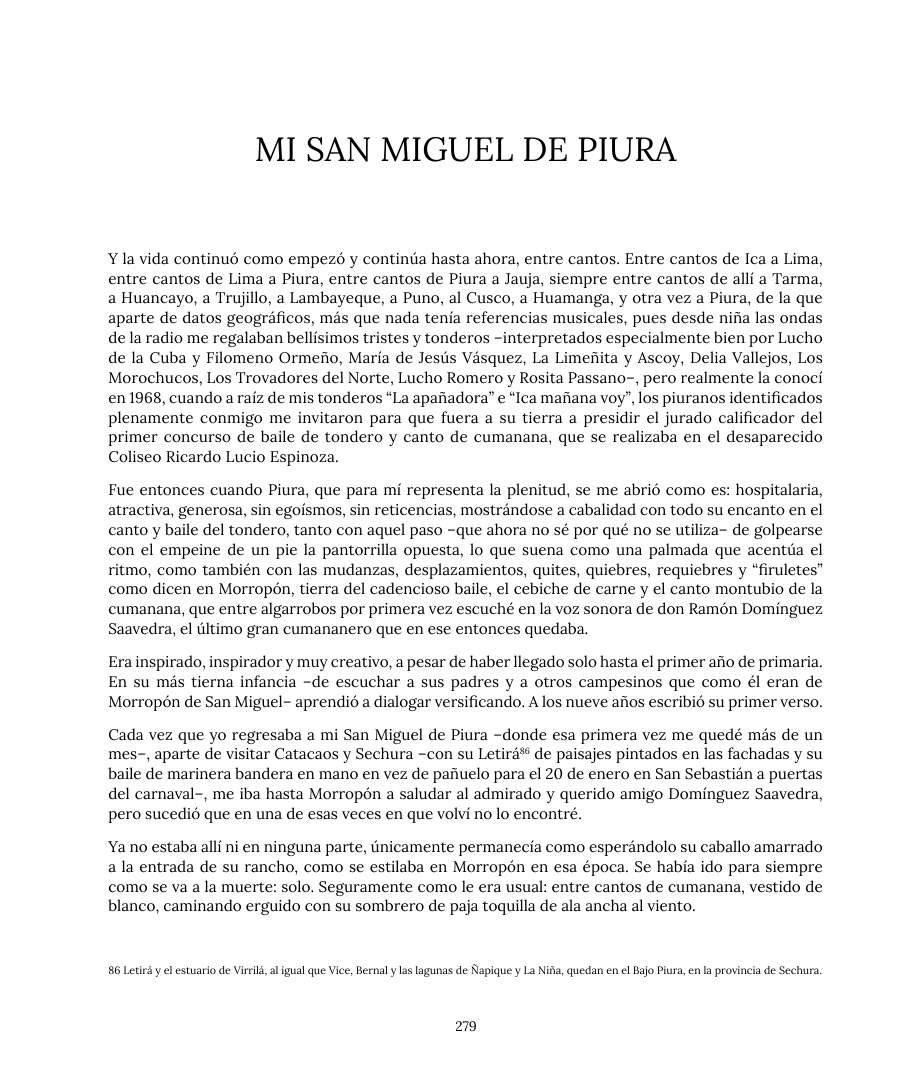 MI SAN MIGUEL DE PIURA
Y la vida continuó como empezó y continúa hasta ahora, entre cantos. Entre cantos de Ica a Lima,
entre cantos de Lima a Piura, entre cantos de Piura a Jauja, siempre entre cantos de allí a Tarma,
a Huancayo, a Trujillo, a Lambayeque, a Puno, al Cusco, a Huamanga, y otra vez a Piura, de la que
aparte de datos geográficos, más que nada tenía referencias musicales, pues desde niña las ondas
de la radio me regalaban bellísimos tristes y tonderos –interpretados especialmente bien por Lucho
de la Cuba y Filomeno Ormeño, María de Jesús Vásquez, La Limeñita y Ascoy, Delia Vallejos, Los
Morochucos, Los Trovadores del Norte, Lucho Romero y Rosita Passano–, pero realmente la conocí
en 1968, cuando a raíz de mis tonderos “La apañadora” e “Ica mañana voy”, los piuranos identificados
plenamente conmigo me invitaron para que fuera a su tierra a presidir el jurado calificador del
primer concurso de baile de tondero y canto de cumanana, que se realizaba en el desaparecido
Coliseo Ricardo Lucio Espinoza.
Fue entonces cuando Piura, que para mí representa la plenitud, se me abrió como es: hospitalaria,
atractiva, generosa, sin egoísmos, sin reticencias, mostrándose a cabalidad con todo su encanto en el
canto y baile del tondero, tanto con aquel paso –que ahora no sé por qué no se utiliza– de golpearse
con el empeine de un pie la pantorrilla opuesta, lo que suena como una palmada que acentúa el
ritmo, como también con las mudanzas, desplazamientos, quites, quiebres, requiebres y “firuletes”
como dicen en Morropón, tierra del cadencioso baile, el cebiche de carne y el canto montubio de la
cumanana, que entre algarrobos por primera vez escuché en la voz sonora de don Ramón Domínguez
Saavedra, el último gran cumananero que en ese entonces quedaba.
Era inspirado, inspirador y muy creativo, a pesar de haber llegado solo hasta el primer año de primaria.
En su más tierna infancia –de escuchar a sus padres y a otros campesinos que como él eran de
Morropón de San Miguel– aprendió a dialogar versificando. A los nueve años escribió su primer verso.
Cada vez que yo regresaba a mi San Miguel de Piura –donde esa primera vez me quedé más de un
mes–, aparte de visitar Catacaos y Sechura –con su Letirá⁸⁶ de paisajes pintados en las fachadas y su
baile de marinera bandera en mano en vez de pañuelo para el 20 de enero en San Sebastián a puertas
del carnaval–, me iba hasta Morropón a saludar al admirado y querido amigo Domínguez Saavedra,
pero sucedió que en una de esas veces en que volví no lo encontré.
Ya no estaba allí ni en ninguna parte, únicamente permanecía como esperándolo su caballo amarrado
a la entrada de su rancho, como se estilaba en Morropón en esa época. Se había ido para siempre
como se va a la muerte: solo. Seguramente como le era usual: entre cantos de cumanana, vestido de
blanco, caminando erguido con su sombrero de paja toquilla de ala ancha al viento.
86 Letirá y el estuario de Virrilá, al igual que Vice, Bernal y las lagunas de Ñapique y La Niña, quedan en el Bajo Piura, en la provincia de Sechura.
279